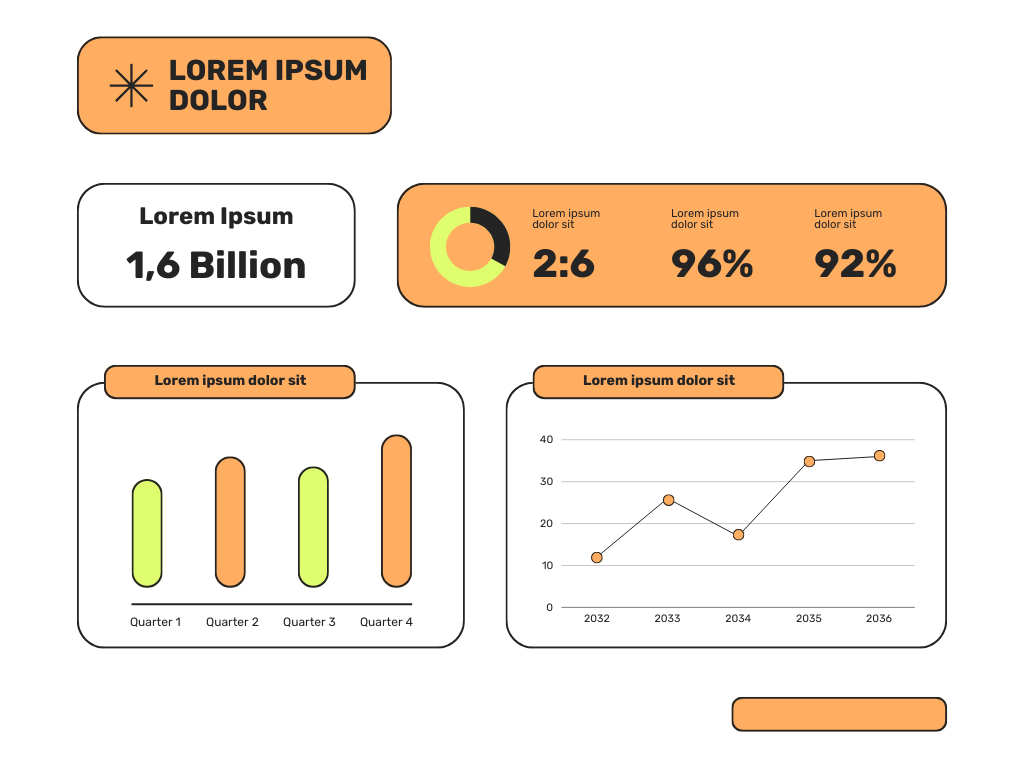 LOREM IPSUM
DOLOR
Lorem Ipsum
1,6 Billion
Lorem ipsum
dolor sit
2:6
Lorem ipsum
dolor sit
96%
Lorem ipsum
dolor sit
92%
Lorem ipsum dolor sit
Quarter 1 Quarter 2 Quarter 3 Quarter 4
Lorem ipsum dolor sit
40
30
20
10
0
2032 2033 2034 2035 2036